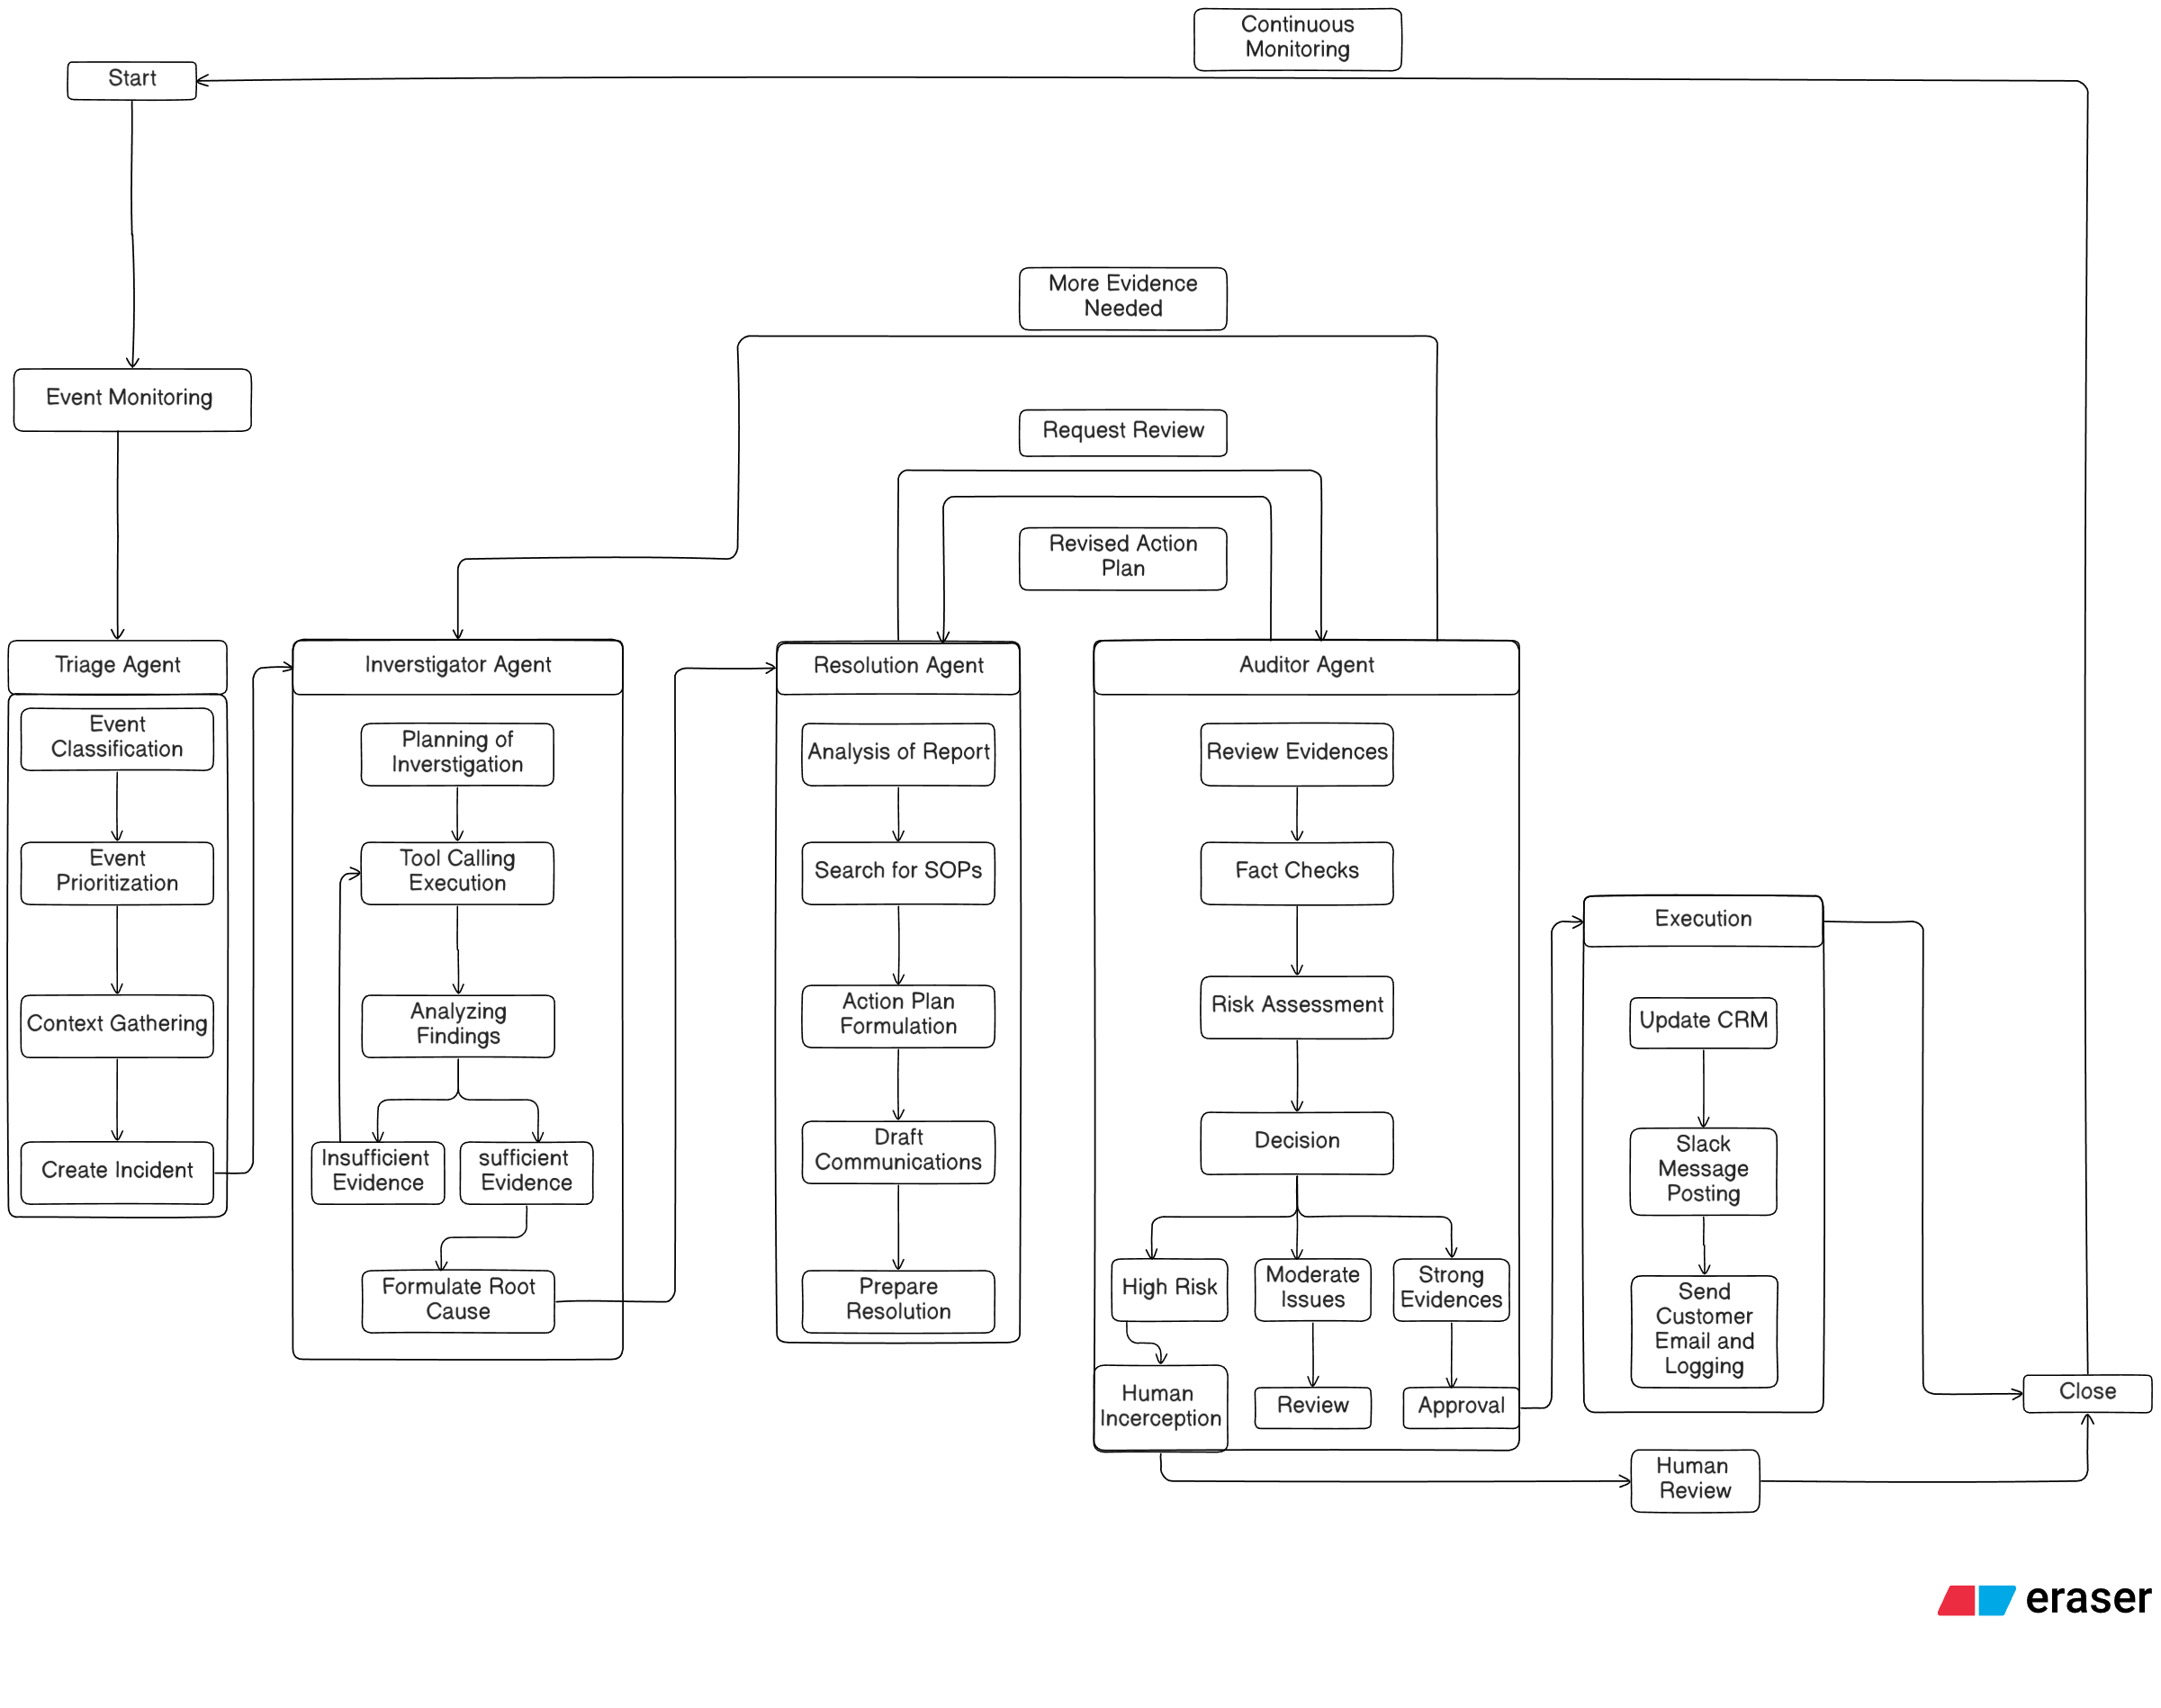 Continuous
Monitoring
Start
More Evidence
Needed
Event Monitoring
Request Review
Revised Action
Plan
Triage Agent
Event
Classification
Event
Prioritization
Context Gathering
Create Incident
Inverstigator Agent
Planning of
Inverstigation
Tool Calling
Execution
Analyzing
Findings
Insufficient
Evidence
sufficient
Evidence
Formulate Root
Cause
Resolution Agent
Analysis of Report
Search for SOPs
Action Plan
Formulation
Draft
Communications
Prepare
Resolution
Auditor Agent
Review Evidences
Fact Checks
Risk Assessment
Decision
High Risk
Moderate
Issues
Strong
Evidences
Human
Incerception
Review
Approval
Execution
Update CRM
Slack
Message
Posting
Send
Customer
Email and
Logging
Close
Human
Review
eraser